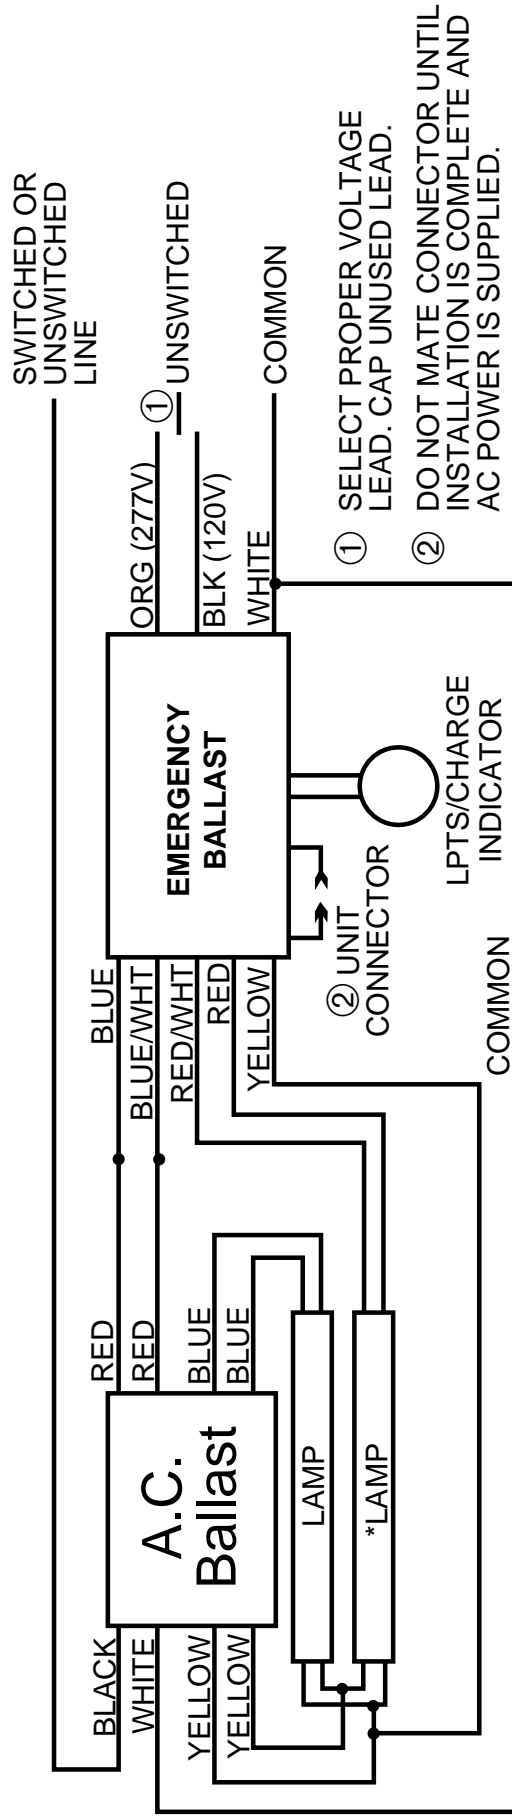 SWITCHED OR
UNSWITCHED
LINE
ORG (277V)
① UNSWITCHED
BLK (120V)
WHITE
COMMON
EMERGENCY
BALLAST
BLUE
BLUE/WHT
RED/WHT
RED
YELLOW
② UNIT
CONNECTOR
LPTS/CHARGE
INDICATOR
COMMON
RED
RED
BLUE
BLUE
A.C.
Ballast
BLACK
WHITE
YELLOW
YELLOW
LAMP
*LAMP
① SELECT PROPER VOLTAGE
LEAD. CAP UNUSED LEAD.
② DO NOT MATE CONNECTOR UNTIL
INSTALLATION IS COMPLETE AND
AC POWER IS SUPPLIED.